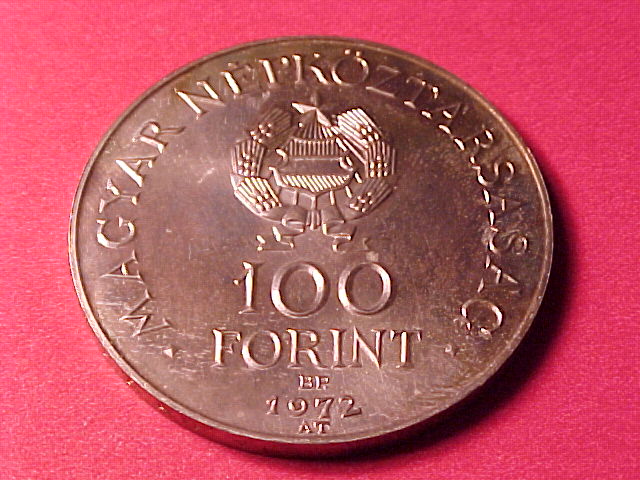 MAGYAR NÉPKÖZTÁRSASÁG
100
FORINT
BP
1972
AT